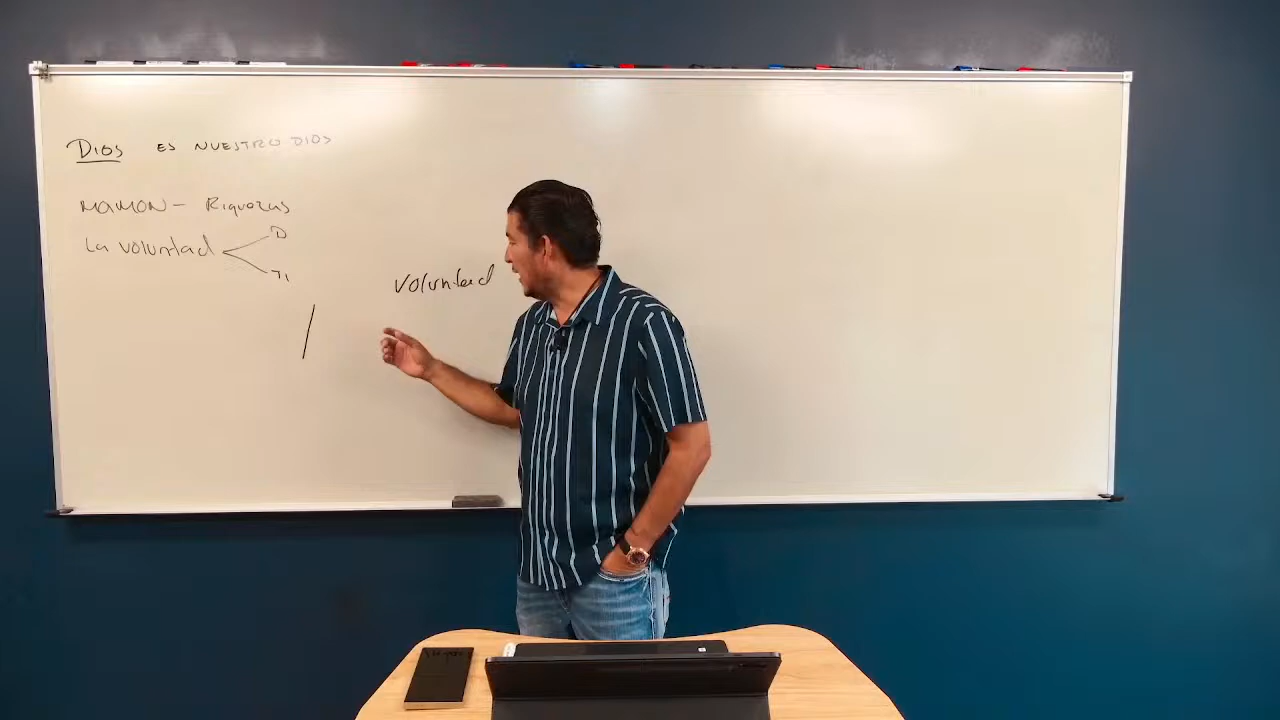 DIOS ES NUESTRO DIOS
MAMON - Riquezas
La voluntad
D
voluntad